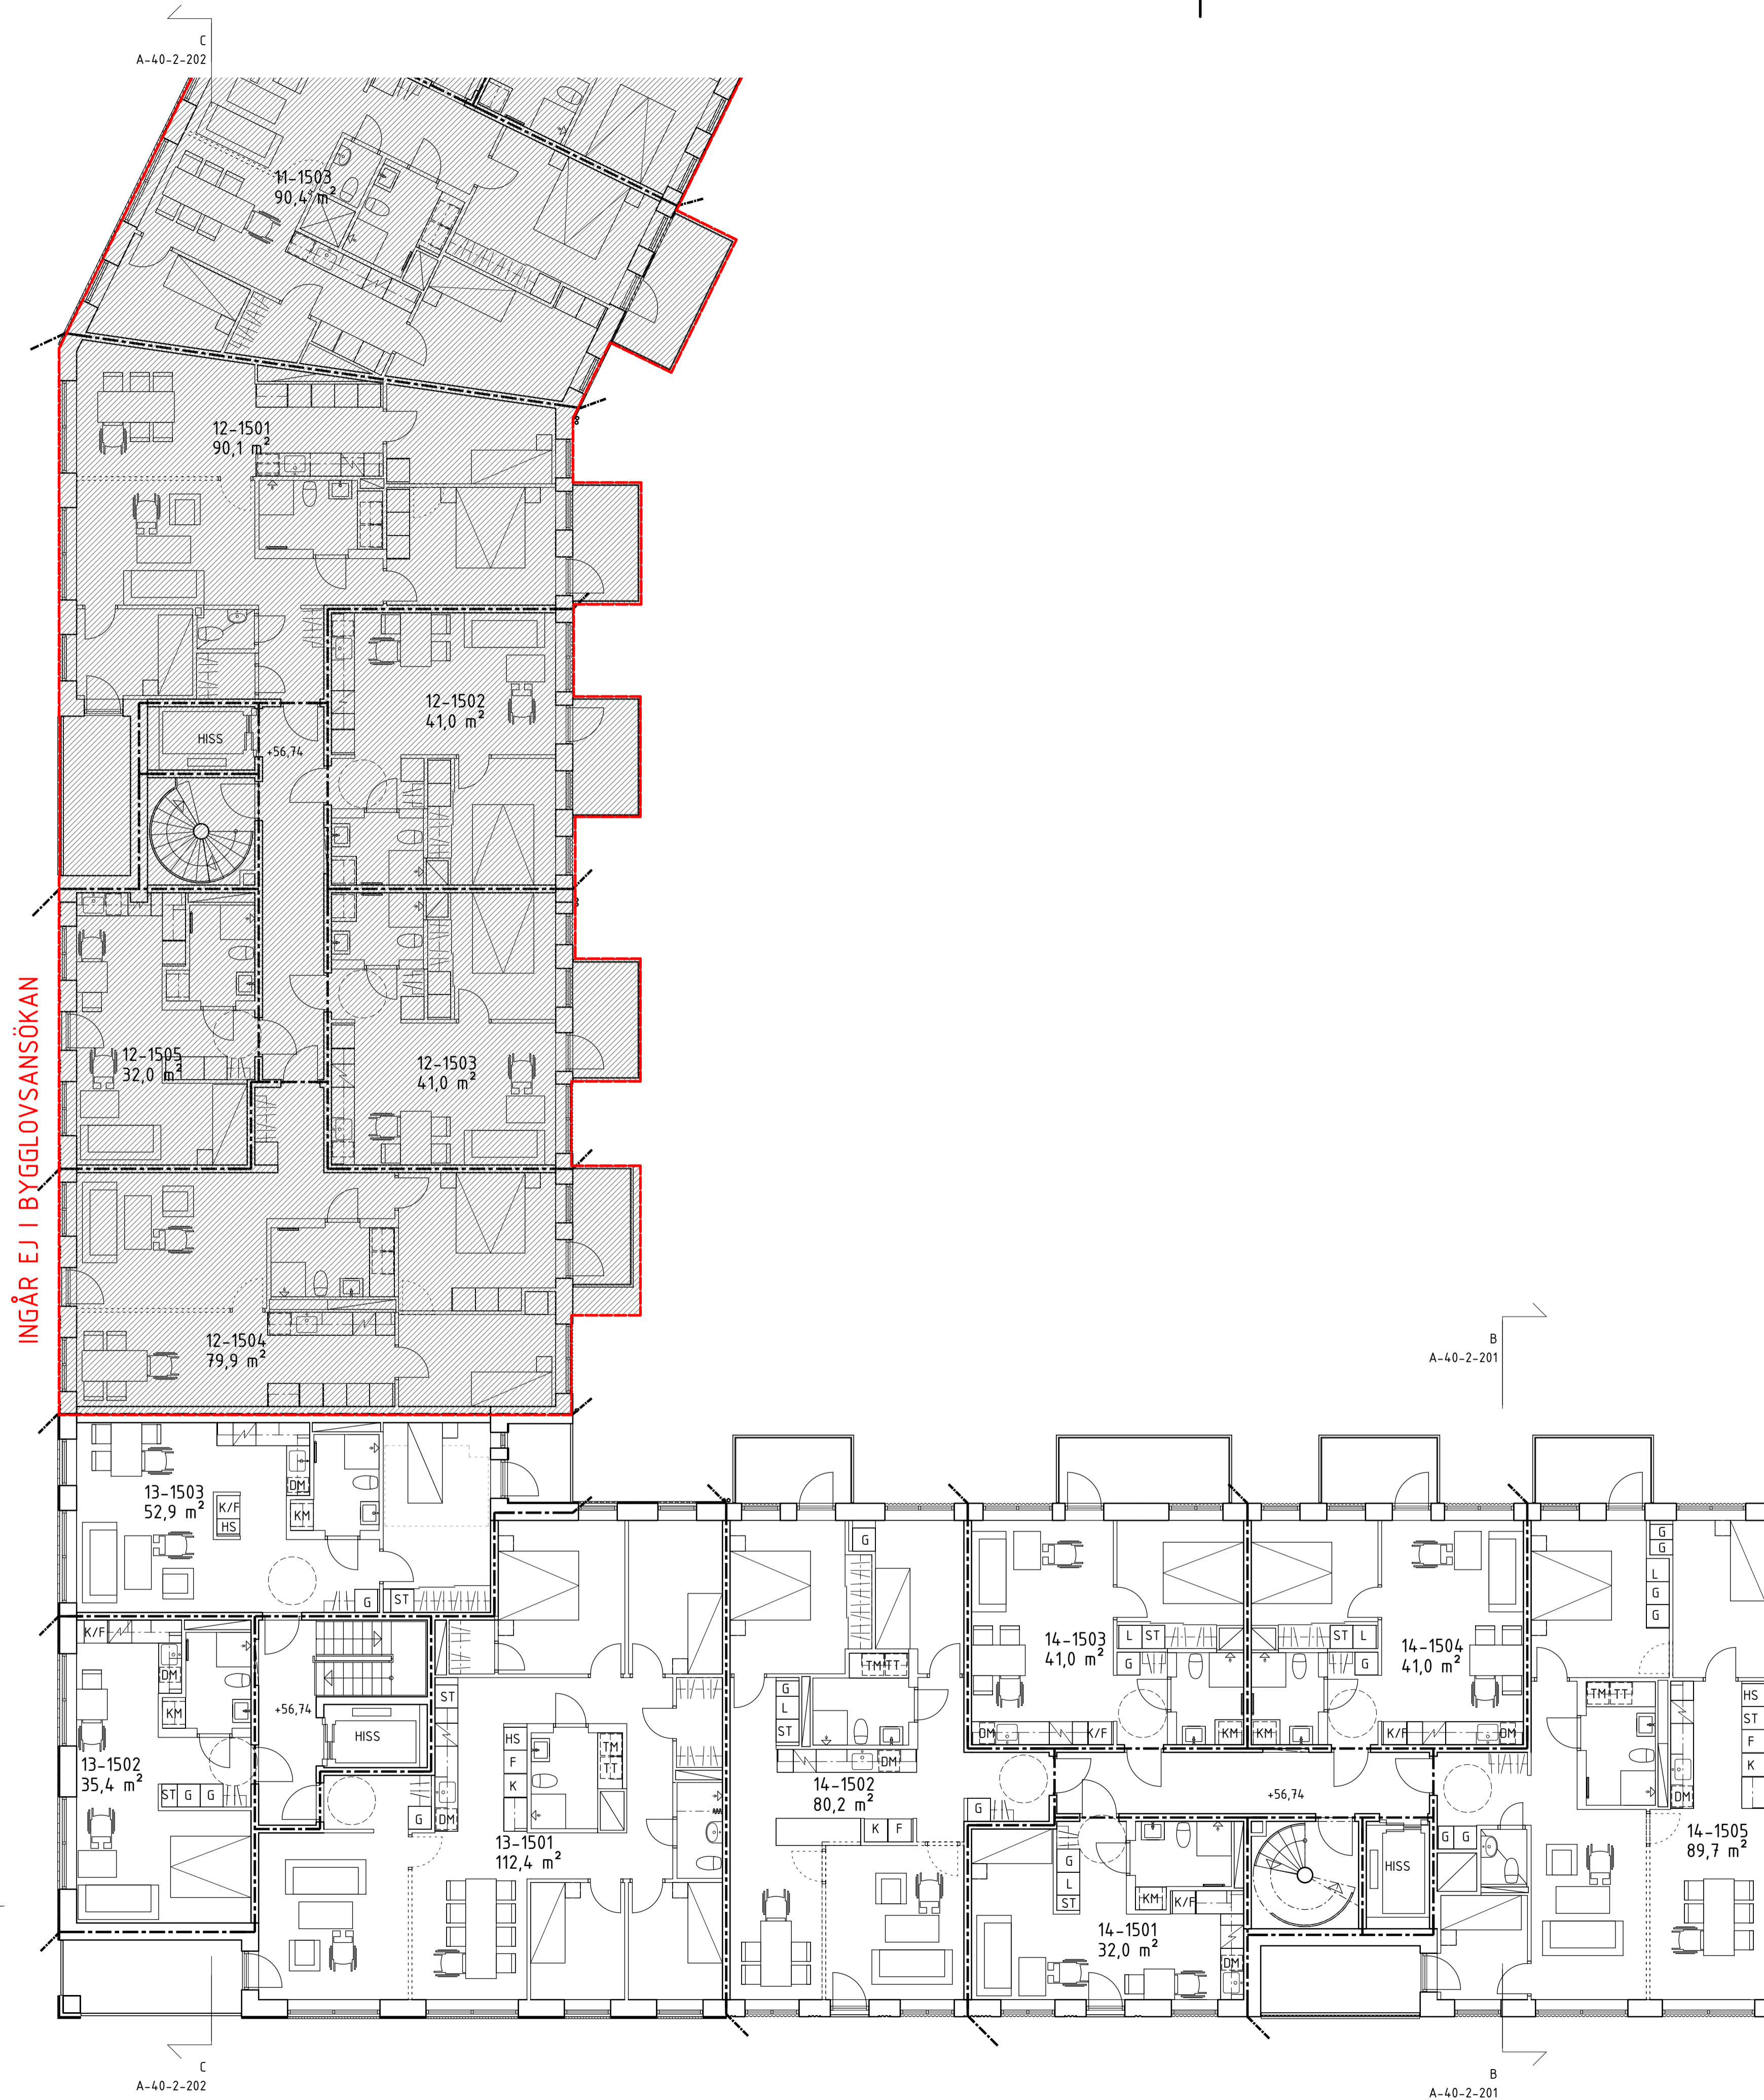 C
A-40-2-202
11-1503
90,4 m²
12-1501
90,1 m²
12-1502
41,0 m²
HISS
+56,74
INGÅR EJ I BYGGLOVSANSÖKAN
12-1505
32,0 m²
12-1503
41,0 m²
12-1504
79,9 m²
B
A-40-2-201
13-1503
52,9 m²
K/F
HS
DM
KM
G
ST
K/F
DM
KM
+56,74
HISS
13-1502
35,4 m²
ST G G
ST
HS
F
K
TM
TT
G
DM
13-1501
112,4 m²
G
TM TT
G
L
ST
DM
14-1502
80,2 m²
K F
G
14-1503
41,0 m²
L ST
G
DM
K/F
KM
14-1504
41,0 m²
ST L
G
KM
K/F
DM
+56,74
G
L
ST
KM
K/F
14-1501
32,0 m²
DM
HISS
G G
G
G
L
G
G
TM TT
HS
ST
F
K
DM
14-1505
89,7 m²
C
A-40-2-202
B
A-40-2-201